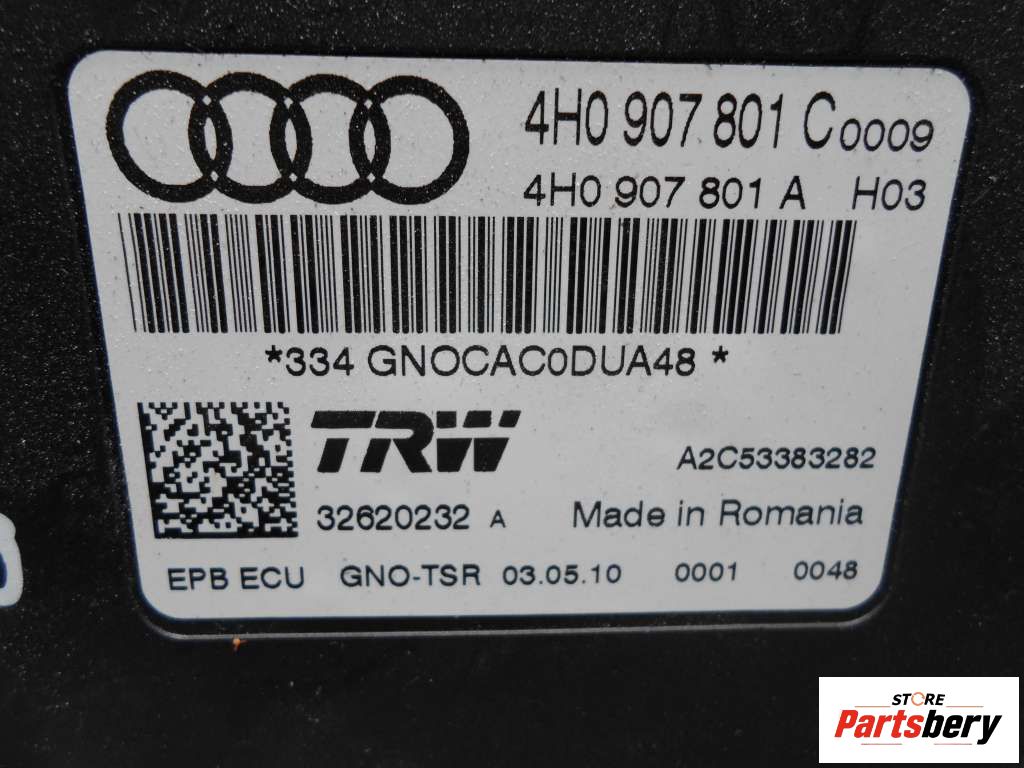 4H0 907 801 C 0009
4H0 907 801 A H03
*334 GNOCAC0DUA48 *
TRW
A2C53383282
32620232 A Made in Romania
EPB ECU GNO-TSR 03.05.10 0001 0048
STORE
Partsbery